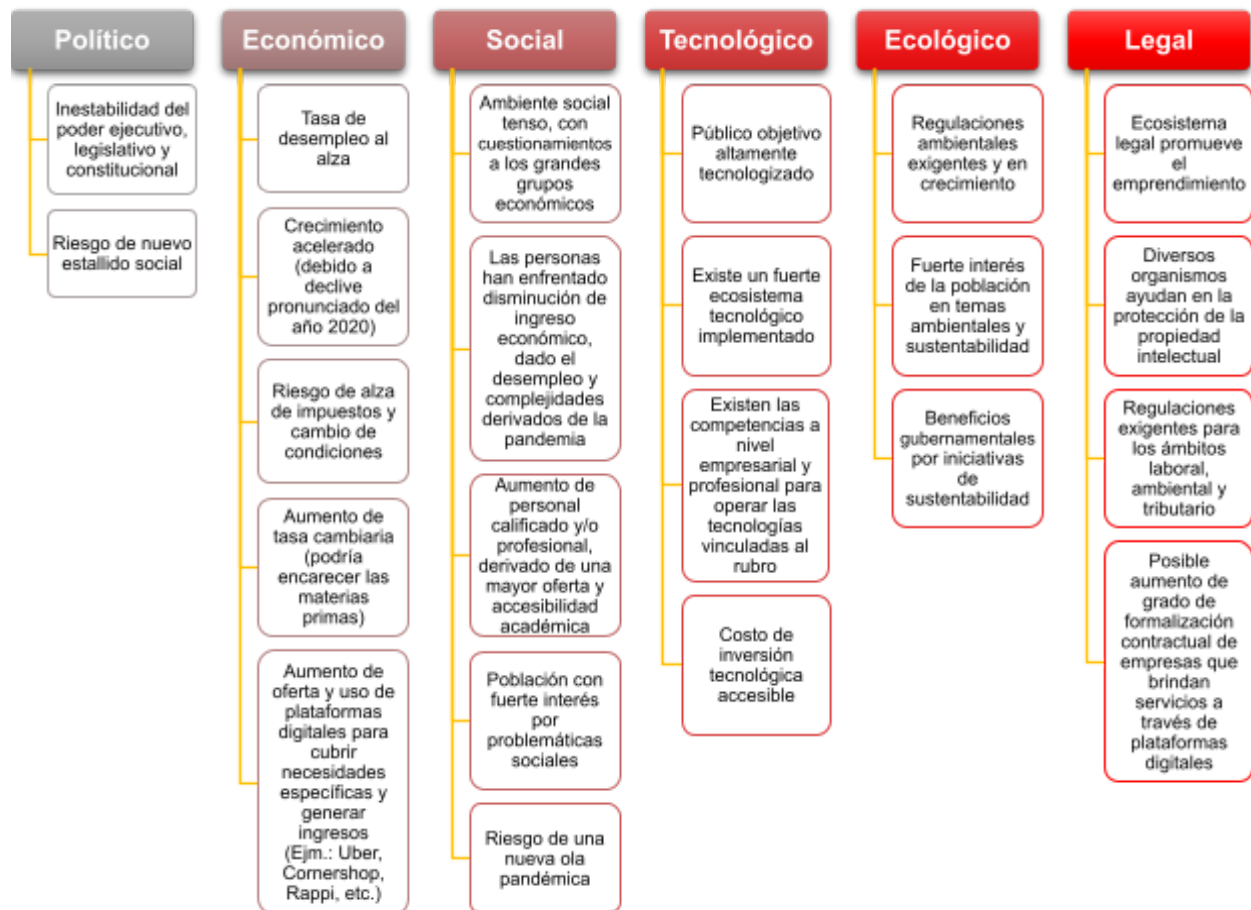 Político
Inestabilidad del
poder ejecutivo,
legislativo y
constitucional
Riesgo de nuevo
estallido social
Económico
Tasa de
desempleo al
alza
Crecimiento
acelerado
(debido a
declive
pronunciado del
año 2020)
Riesgo de alza
de impuestos y
cambio de
condiciones
Aumento de
tasa cambiaria
(podría
encarecer las
materias
primas)
Aumento de
oferta y uso de
plataformas
digitales para
cubrir
necesidades
específicas y
generar
ingresos
(Ejm.: Uber,
Cornershop,
Rappi, etc.)
Social
Ambiente social
tenso, con
cuestionamientos
a los grandes
grupos
económicos
Las personas
han enfrentado
disminución de
ingreso
económico,
dado el
desempleo y
complejidades
derivados de la
pandemia
Aumento de
personal
calificado y/o
profesional,
derivado de una
mayor oferta y
accesibilidad
académica
Población con
fuerte interés
por
problemáticas
sociales
Riesgo de una
nueva ola
pandémica
Tecnológico
Público objetivo
altamente
tecnologizado
Existe un fuerte
ecosistema
tecnológico
implementado
Existen las
competencias a
nivel
empresarial y
profesional para
operar las
tecnologías
vinculadas al
rubro
Costo de
inversión
tecnológica
accesible
Ecológico
Regulaciones
ambientales
exigentes y en
crecimiento
Fuerte interés
de la población
en temas
ambientales y
sustentabilidad
Beneficios
gubernamentales
por iniciativas
de
sustentabilidad
Legal
Ecosistema
legal promueve
el
emprendimiento
Diversos
organismos
ayudan en la
protección de la
propiedad
intelectual
Regulaciones
exigentes para
los ámbitos
laboral,
ambiental y
tributario
Posible
aumento de
grado de
formalización
contractual de
empresas que
brindan
servicios a
través de
plataformas
digitales